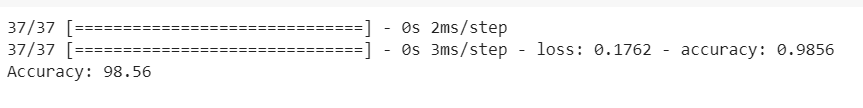 37/37 [==============================] - 0s 2ms/step
37/37 [==============================] - 0s 3ms/step - loss: 0.1762 - accuracy: 0.9856
Accuracy: 98.56